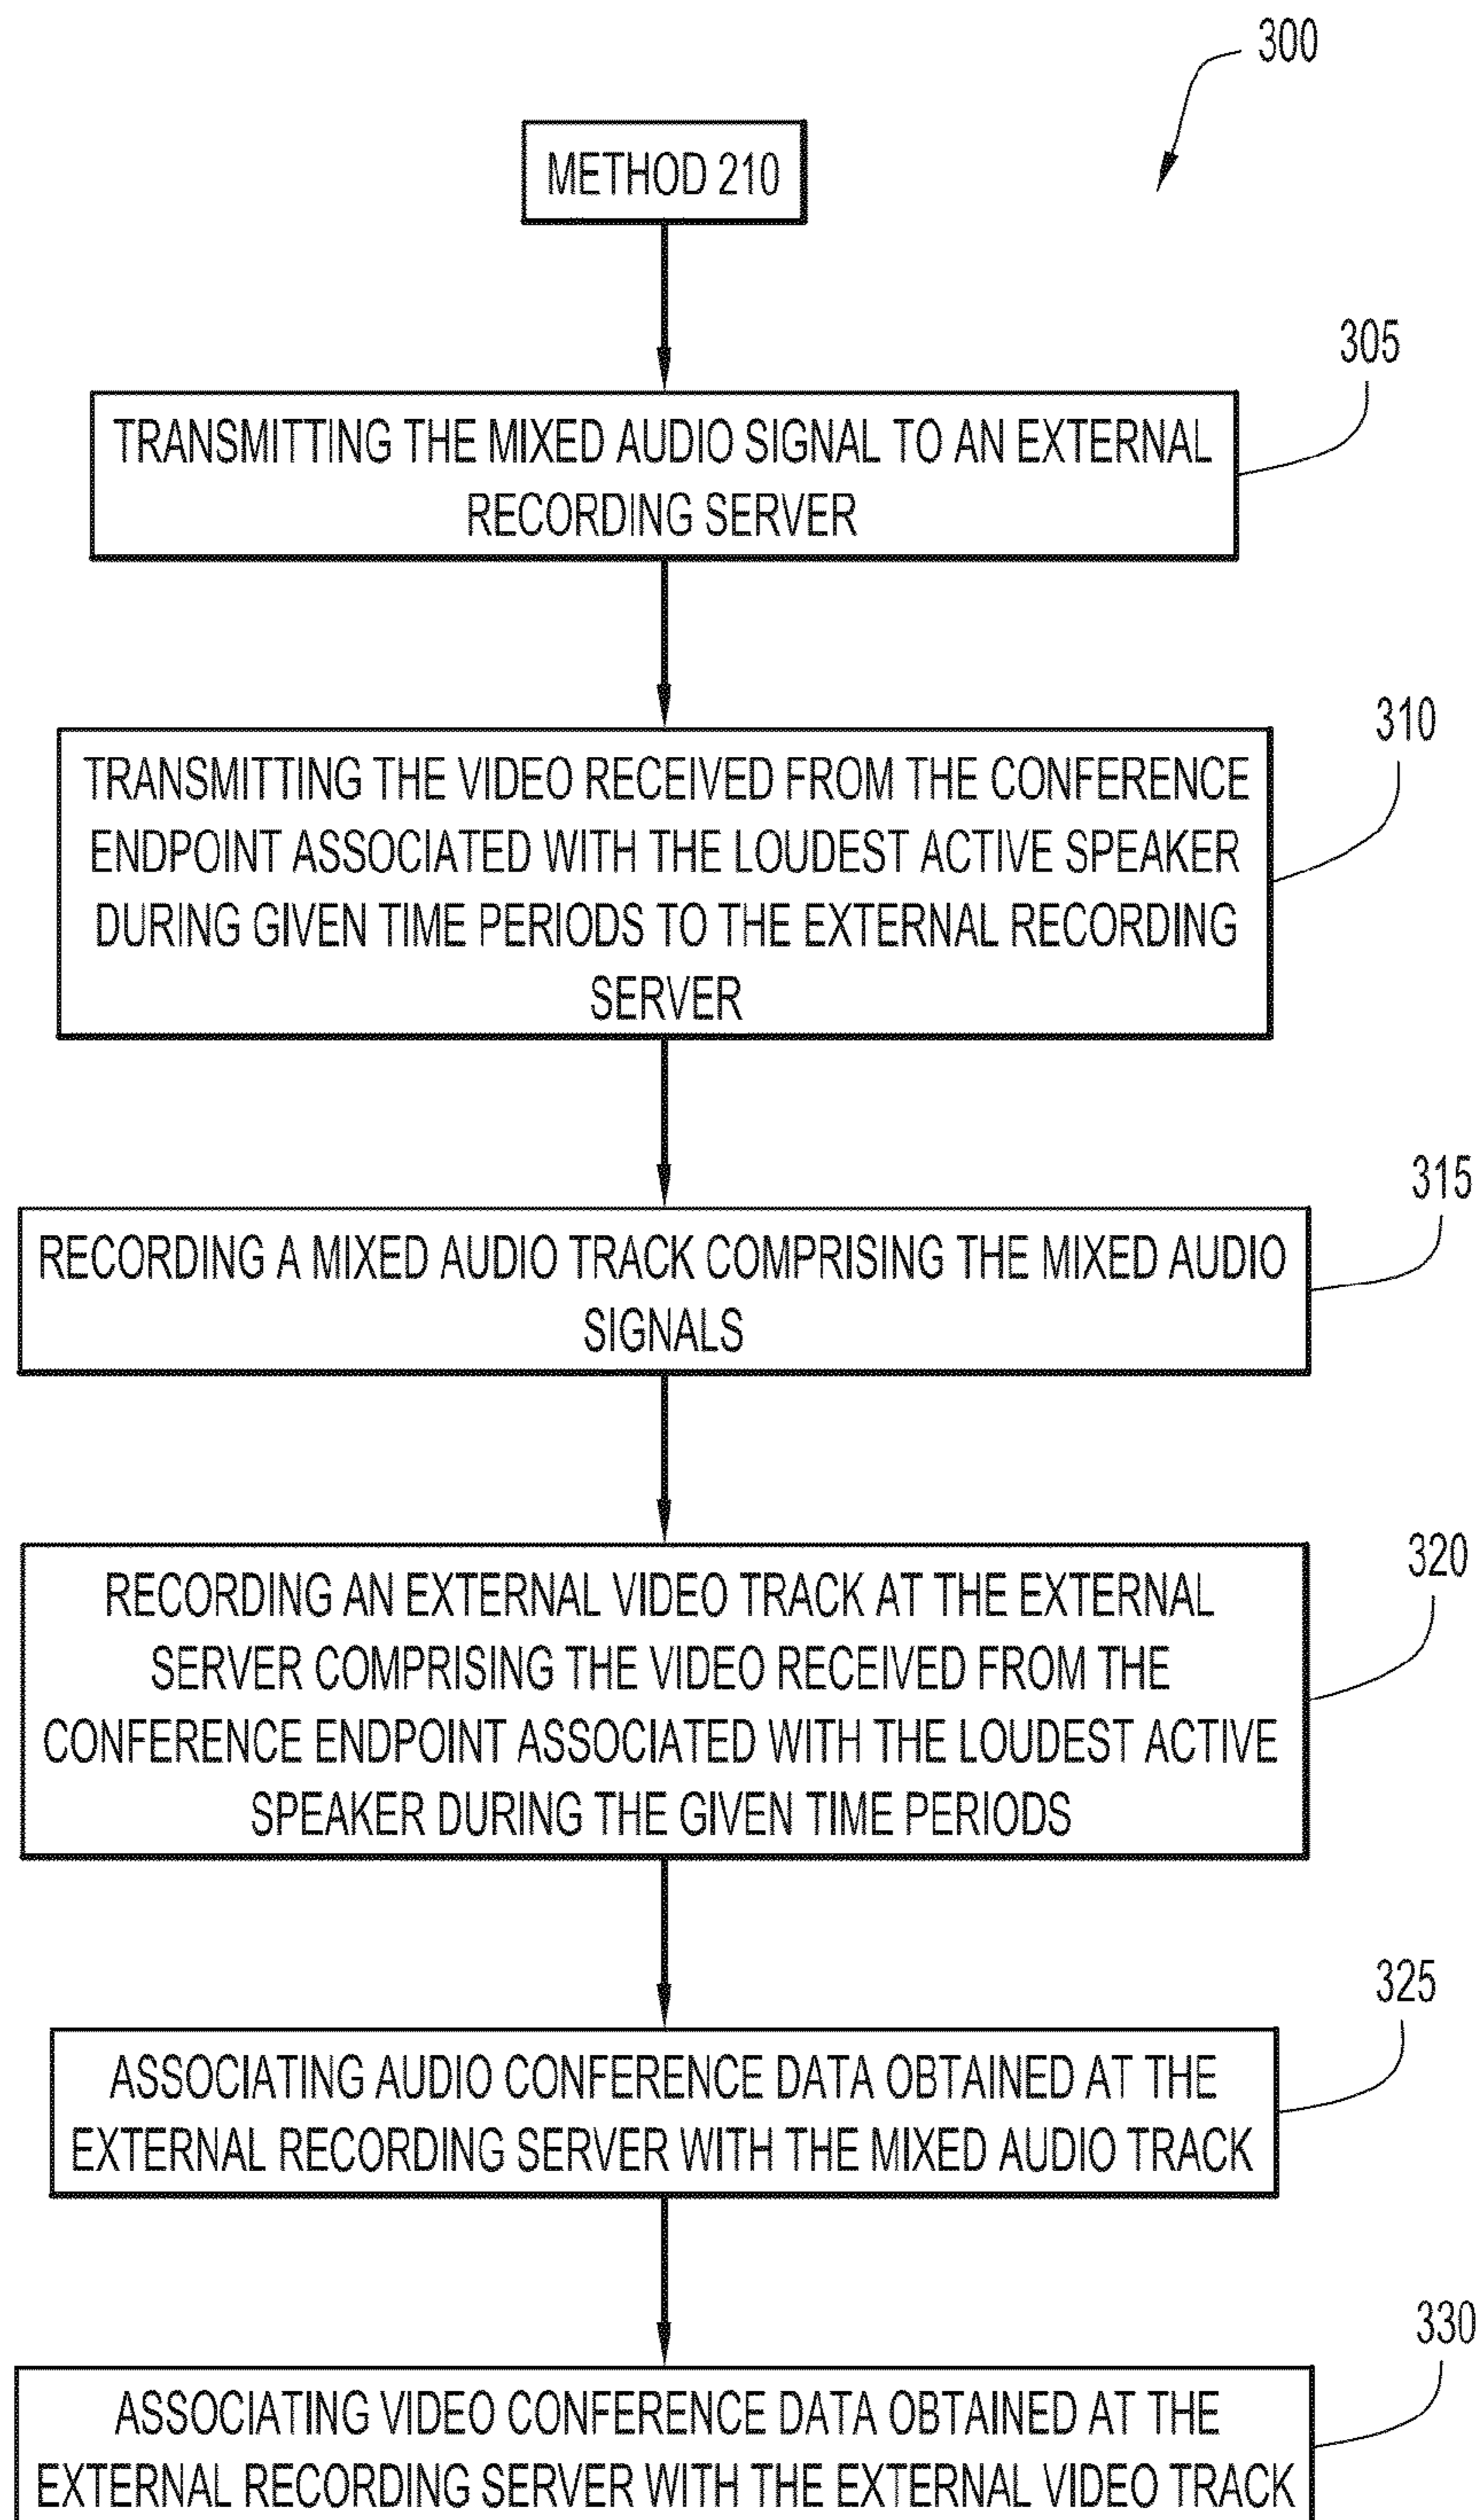 300
METHOD 210
305
TRANSMITTING THE MIXED AUDIO SIGNAL TO AN EXTERNAL
RECORDING SERVER
310
TRANSMITTING THE VIDEO RECEIVED FROM THE CONFERENCE
ENDPOINT ASSOCIATED WITH THE LOUDEST ACTIVE SPEAKER
DURING GIVEN TIME PERIODS TO THE EXTERNAL RECORDING
SERVER
315
RECORDING A MIXED AUDIO TRACK COMPRISING THE MIXED AUDIO
SIGNALS
320
RECORDING AN EXTERNAL VIDEO TRACK AT THE EXTERNAL
SERVER COMPRISING THE VIDEO RECEIVED FROM THE
CONFERENCE ENDPOINT ASSOCIATED WITH THE LOUDEST ACTIVE
SPEAKER DURING THE GIVEN TIME PERIODS
325
ASSOCIATING AUDIO CONFERENCE DATA OBTAINED AT THE
EXTERNAL RECORDING SERVER WITH THE MIXED AUDIO TRACK
330
ASSOCIATING VIDEO CONFERENCE DATA OBTAINED AT THE
EXTERNAL RECORDING SERVER WITH THE EXTERNAL VIDEO TRACK